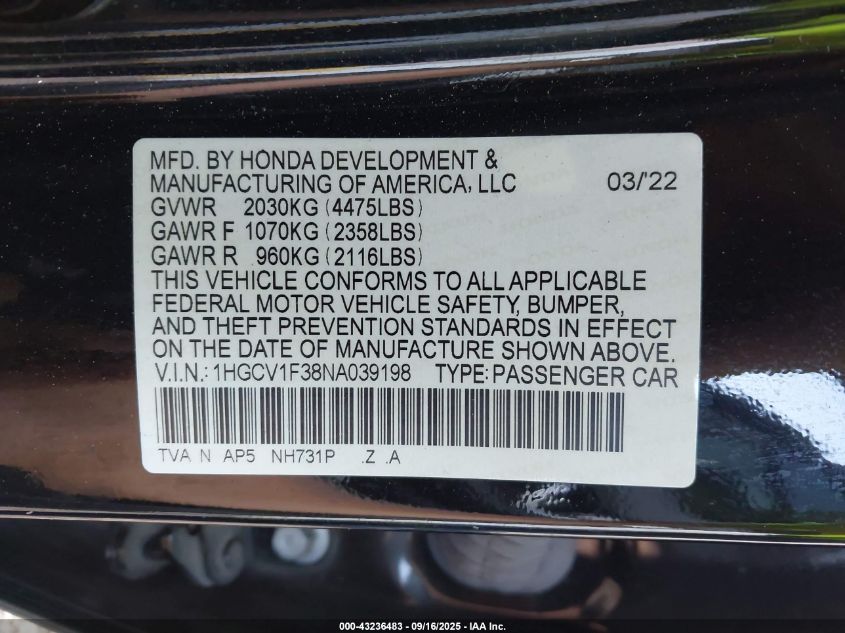 MFD. BY HONDA DEVELOPMENT &
MANUFACTURING OF AMERICA, LLC 03/'22
GVWR 2030KG (4475LBS)
GAWR F 1070KG (2358LBS)
GAWR R 960KG (2116LBS)
THIS VEHICLE CONFORMS TO ALL APPLICABLE
FEDERAL MOTOR VEHICLE SAFETY, BUMPER,
AND THEFT PREVENTION STANDARDS IN EFFECT
ON THE DATE OF MANUFACTURE SHOWN ABOVE.
V.I.N.: 1HGCV1F38NA039198 TYPE: PASSENGER CAR
TVA N AP5 NH731P .Z .A
000-43236483 - 09/16/2025 - IAA Inc.